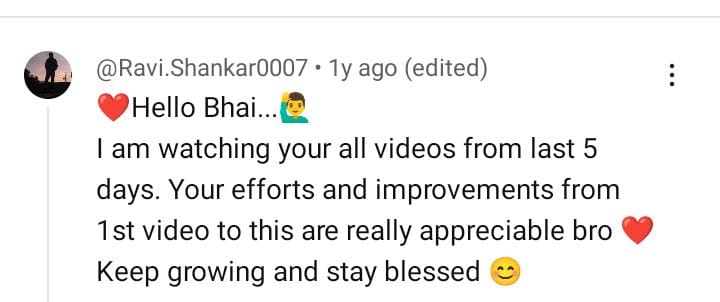 @Ravi.Shankar0007 • 1y ago (edited)
❤️Hello Bhai...🙋‍♂️
I am watching your all videos from last 5
days. Your efforts and improvements from
1st video to this are really appreciable bro ❤️
Keep growing and stay blessed 😊